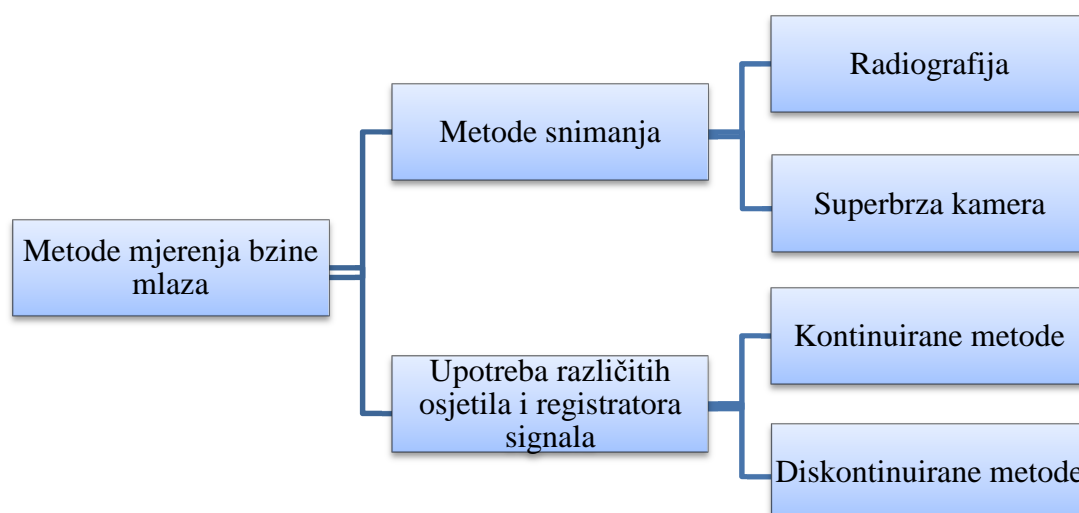 Metode mjerenja bzine
mlaza
Metode snimanja
Radiografija
Superbrza kamera
Upotreba različitih
osjetila i registratora
signala
Kontinuirane metode
Diskontinuirane metode